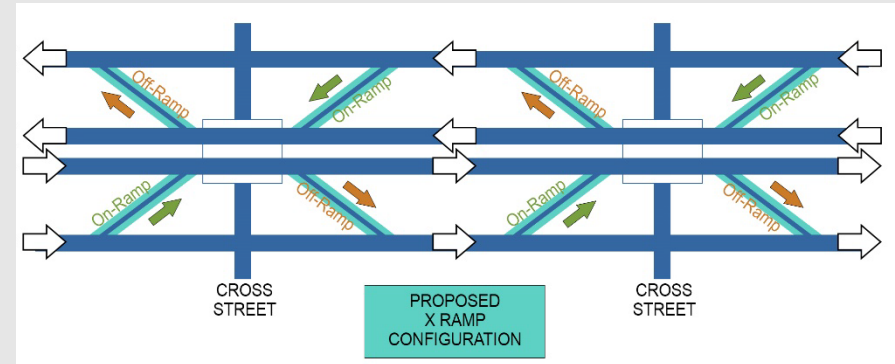 Off-Ramp
On-Ramp
Off-Ramp
On-Ramp
On-Ramp
Off-Ramp
On-Ramp
Off-Ramp
CROSS
STREET
PROPOSED
X RAMP
CONFIGURATION
CROSS
STREET